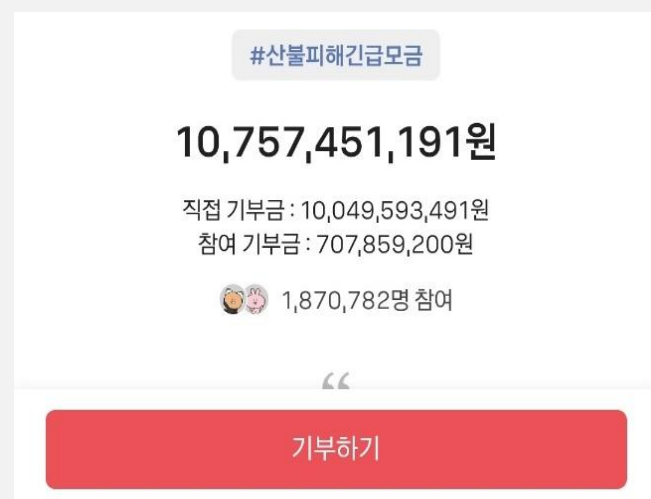 #산불피해긴급모금
10,757,451,191원
직접 기부금 : 10,049,593,491원
참여 기부금 : 707,859,200원
1,870,782명 참여
“
기부하기